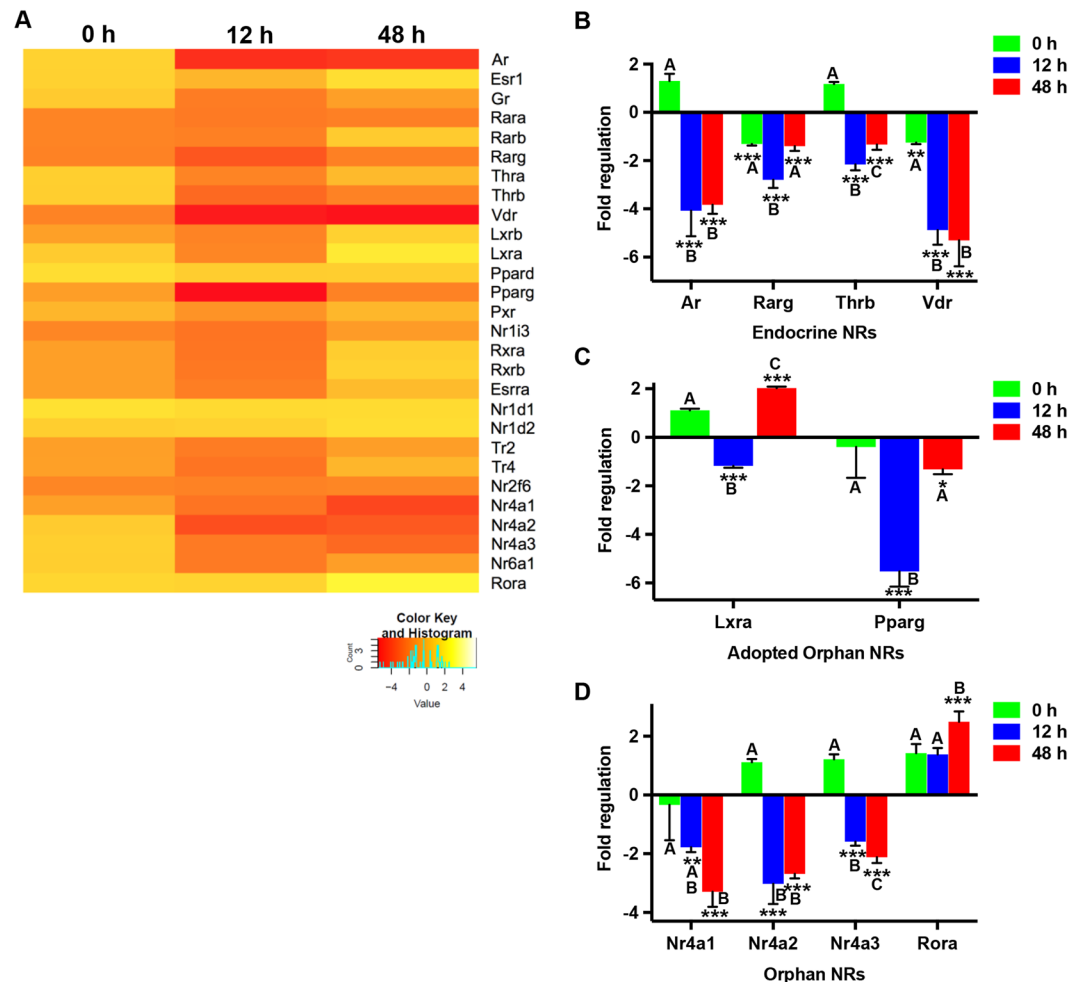 A
0 h 12 h 48 h
Ar
Esr1
Gr
Rara
Rarb
Rarg
Thra
Thrb
Vdr
Lxrb
Lxra
Ppard
Pparg
Pxr
Nr1i3
Rxra
Rxrb
Esrra
Nr1d1
Nr1d2
Tr2
Tr4
Nr2f6
Nr4a1
Nr4a2
Nr4a3
Nr6a1
Rora
Color Key
and Histogram
Count
0 3
−4 0 2 4
Value
B
0 h
12 h
48 h
Fold regulation
2
0
-2
-4
-6
A A
*** *** *** ** 
A A *** C A
*** *** B
B B
*** *** B
B B ***
Ar Rarg Thrb Vdr
Endocrine NRs
C
0 h
12 h
48 h
Fold regulation
2
0
-2
-4
-6
C
A ***
***
B A *
A
B
***
Lxra Pparg
Adopted Orphan NRs
D
0 h
12 h
48 h
Fold regulation
2
0
-2
-4
B
***
A A A A
A ** *** ***
A B C
B B *** B
*** *** B
Nr4a1 Nr4a2 Nr4a3 Rora
Orphan NRs